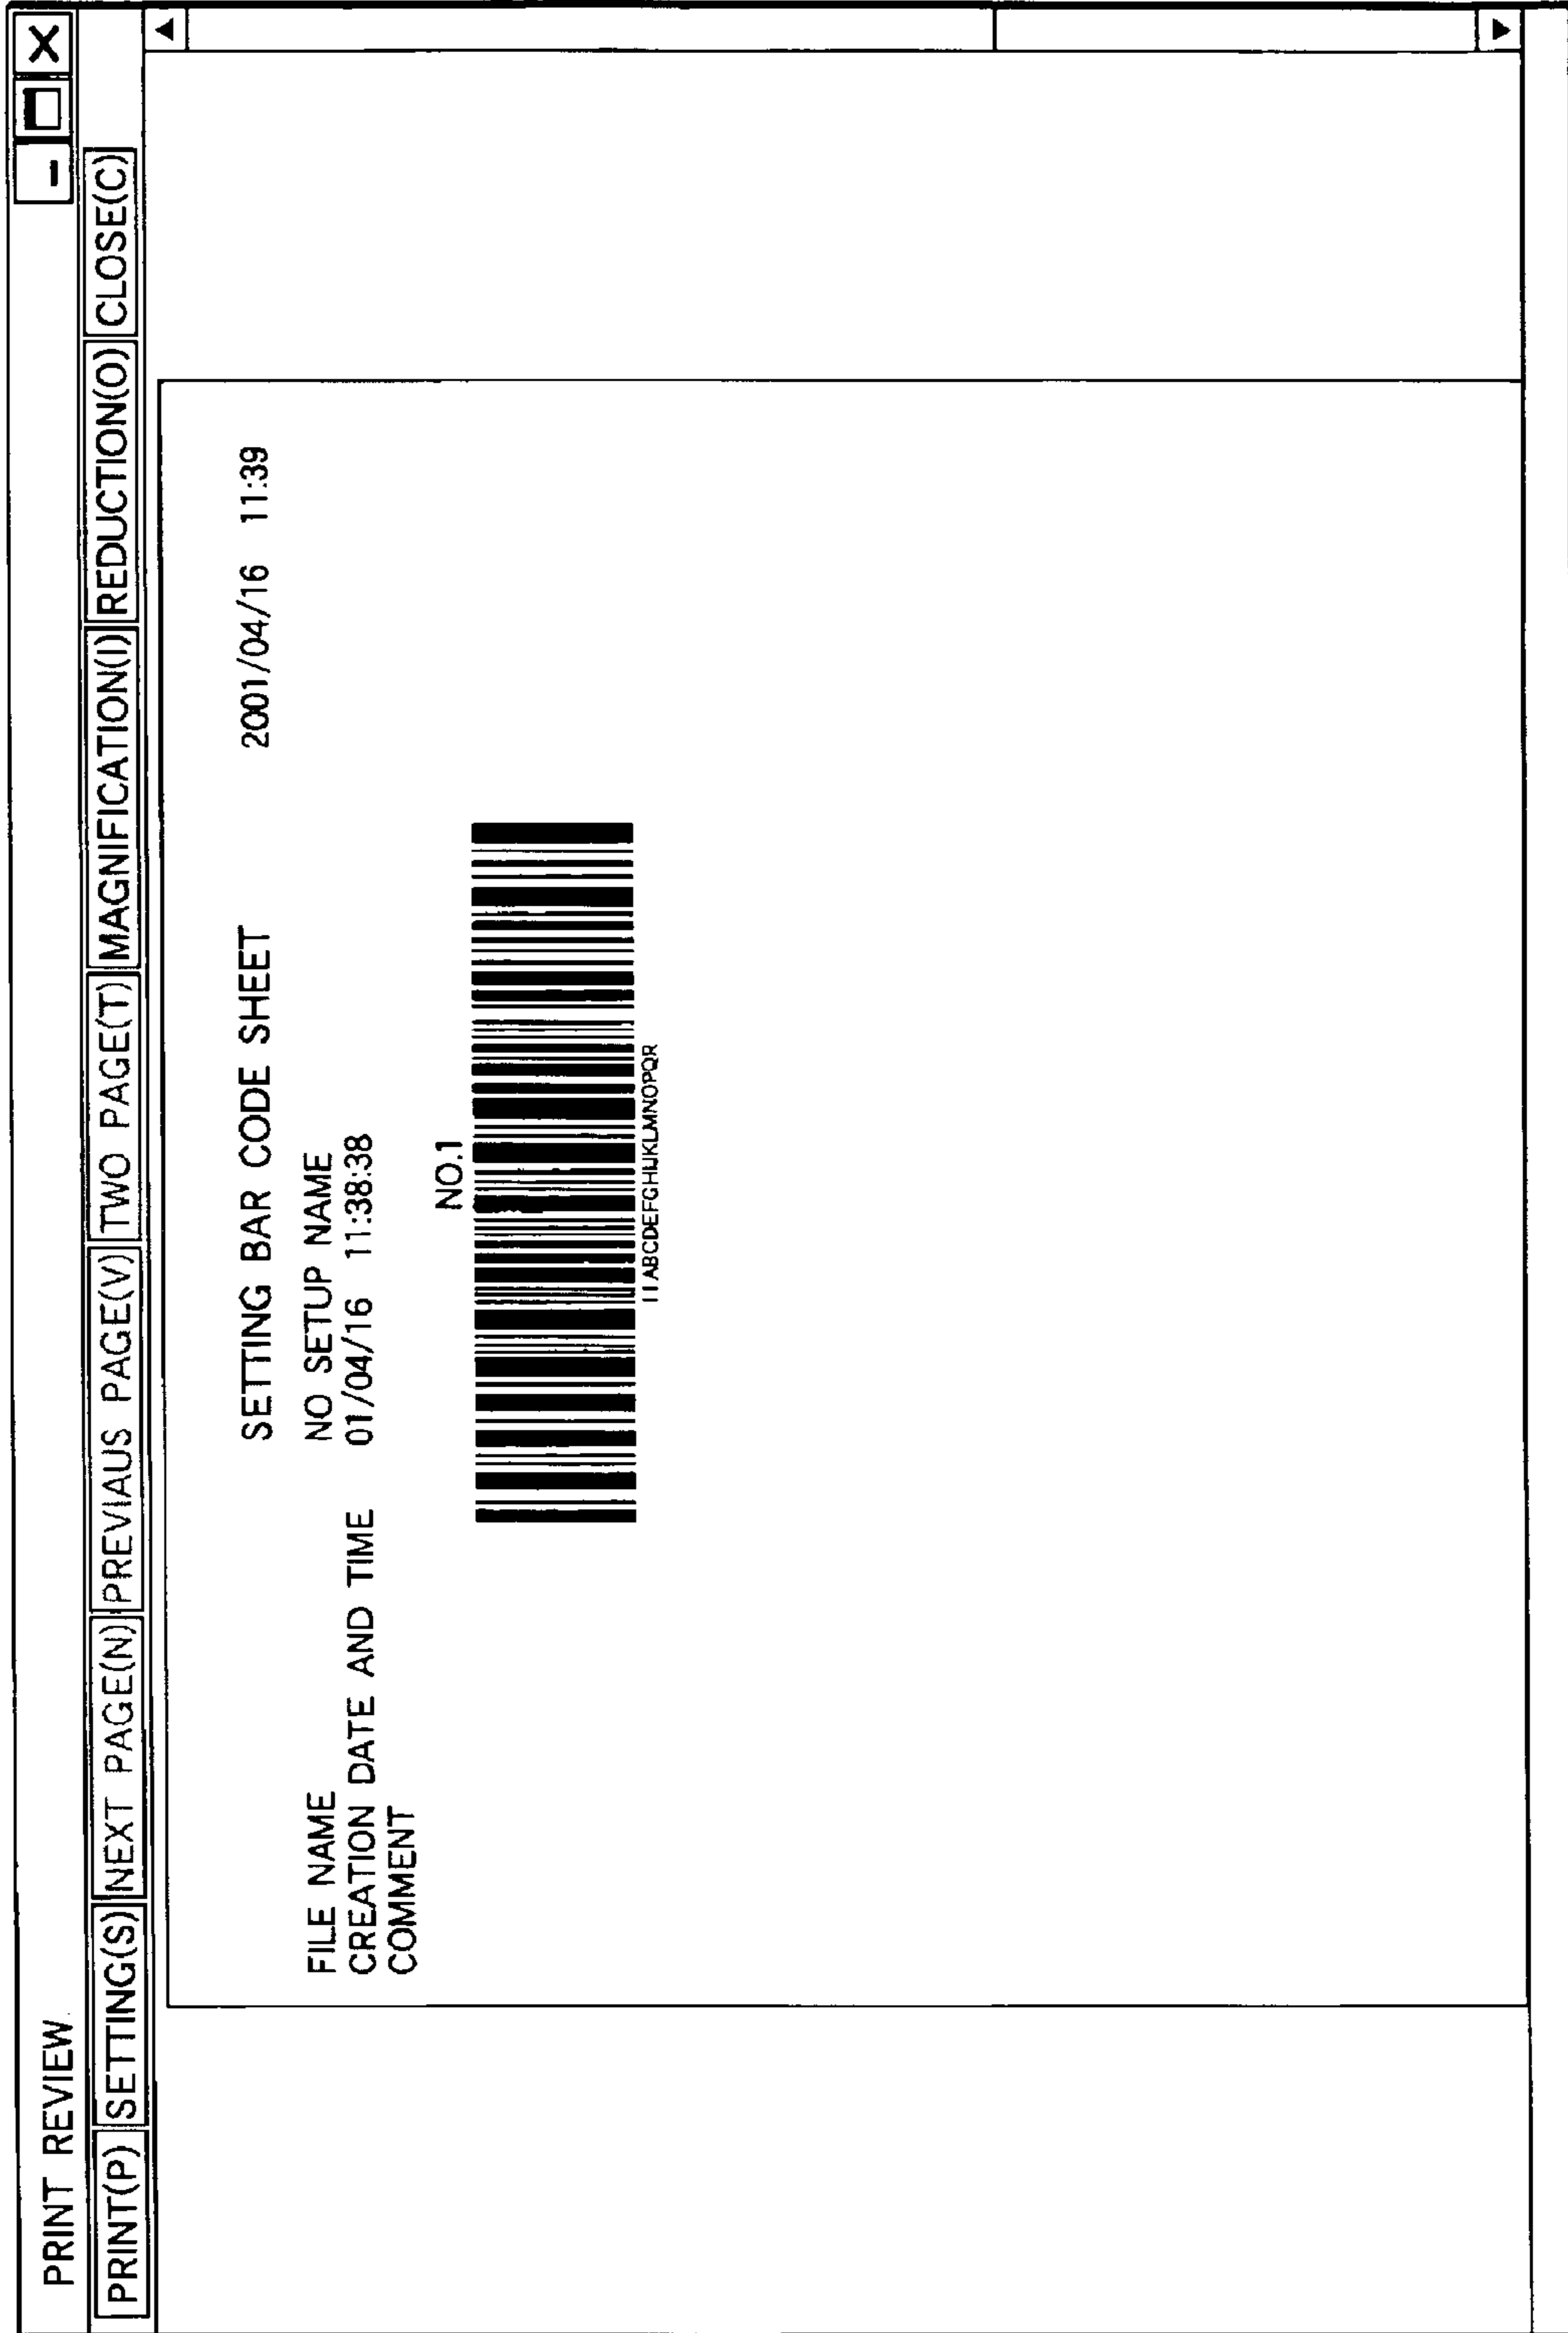 PRINT REVIEW
PRINT(P) SETTING(S) NEXT PAGE(N) PREVIAUS PAGE(V) TWO PAGE(T) MAGNIFICATION(I) REDUCTION(O) CLOSE(C)
SETTING BAR CODE SHEET 2001/04/16 11:39
FILE NAME NO SETUP NAME
CREATION DATE AND TIME 01/04/16 11:38:38
COMMENT
NO.1
IIABCDEFGHIJKLMNOPQR